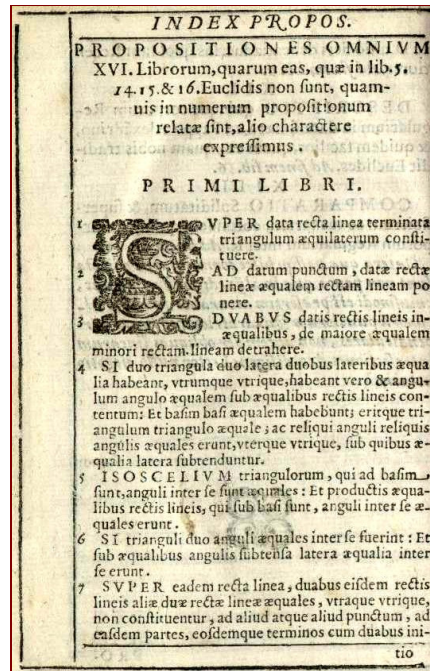 INDEX PROPOS.
PROPOSITIONES OMNIVM
XVI. Librorum, quarum eas, quæ in lib. 5.
14. 15. & 16. Euclidis non ſunt, quam-
uis in numerum propoſitionum
relatæ ſint, alio charactere
expreſſimus.
PRIMI LIBRI.
1 SVPER data recta linea terminata
triangulum æquilaterum conſti-
tuere.
2 AD datum punctum, datæ rectæ
lineæ æqualem rectam lineam po
nere.
3 DVABVS datis rectis lineis in-
æqualibus, de maiore æqualem
minori rectam lineam detrahere.
4 SI duo triangula duo latera duobus lateribus æqua
lia habeant, vtrumque vtrique, habeant vero & angu-
lum angulo æqualem ſub æqualibus rectis lineis con-
tentum: Et baſim baſi æqualem habebunt; eritque tri-
angulum triangulo æquale; ac reliqui anguli reliquis
angulis æquales erunt, vterque vtrique, ſub quibus æ-
qualia latera ſubtenduntur.
5 ISOSCELIVM triangulorum, qui ad baſim
ſunt, anguli inter ſe ſunt æquales: Et productis æqua-
libus rectis lineis, qui ſub baſi ſunt, anguli inter ſe æ-
quales erunt.
6 SI trianguli duo anguli æquales inter ſe fuerint: Et
ſub æqualibus angulis ſubtenſa latera æqualia inter
ſe erunt.
7 SVPER eadem recta linea, duabus eiſdem rectis
lineis aliæ duæ rectæ lineæ æquales, vtraque vtrique,
non conſtituentur, ad aliud atque aliud punctum, ad
eaſdem partes, eoſdemque terminos cum duabus ini-
tio